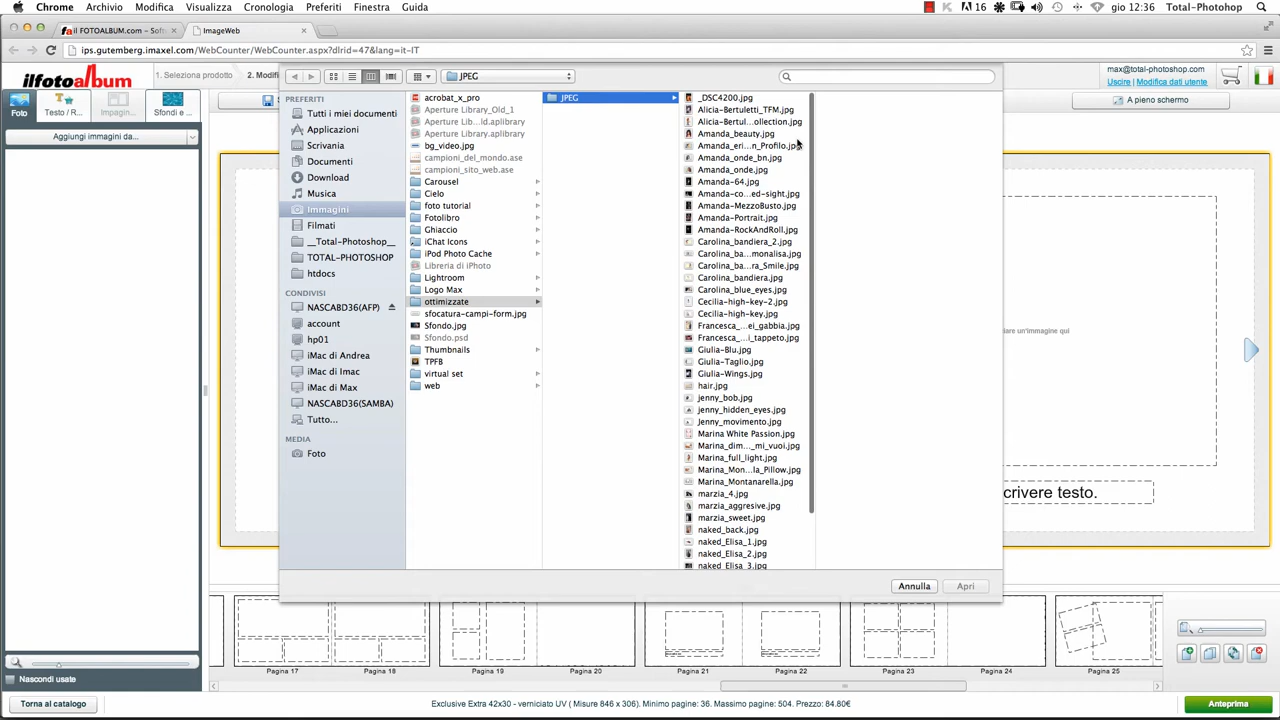 Chrome Archivio Modifica Visualizza Cronologia Preferiti Finestra Guida
16 gio 12:36 Total-Photohop
il FOTOALBUM.com – Softw
ImageWeb
ips.gutemberg.imaxel.com/WebCounter/WebCounter.aspx?dlrid=47&lang=it-IT
ilfotoalbum
1. Seleziona prodotto
2. Modif
JPEG
max@total-photoshop.com
Uscire | Modifica dati utente
Foto
Testo / R...
Impagin...
Sfondi e ...
A pieno schermo
Aggiungi immagini da...
PREFERITI
Tutti i miei documenti
Applicazioni
Scrivania
Documenti
Download
Musica
Immagini
Filmati
__Total-Photoshop__
TOTAL-PHOTOSHOP
htdocs
CONDIVISI
NASCABD36(AFP)
account
hp01
iMac di Andrea
iMac di Imac
iMac di Max
NASCABD36(SAMBA)
Tutto...
MEDIA
Foto
acrobat_x_pro
Aperture Library_Old_1
Aperture Lib...ld.aplibrary
Aperture Library.aplibrary
bg_video.jpg
campioni_del_mondo.ase
campioni_sito_web.ase
Carousel
Cielo
foto tutorial
Fotolibro
Ghiaccio
iChat Icons
iPod Photo Cache
Libreria di iPhoto
Lightroom
Logo Max
ottimizzate
sfocatura-campi-form.jpg
Sfondo.jpg
Sfondo.psd
Thumbnails
TPFB
virtual set
web
JPEG
_DSC4200.jpg
Alicia-Bertuletti_TFM.jpg
Alicia-Bertul...ollection.jpg
Amanda_beauty.jpg
Amanda_eri...n_Profilo.jpg
Amanda_onde_bn.jpg
Amanda_onde.jpg
Amanda-64.jpg
Amanda-co...ed-sight.jpg
Amanda-MezzoBusto.jpg
Amanda-Portrait.jpg
Amanda-RockAndRoll.jpg
Carolina_bandiera_2.jpg
Carolina_ba...monalisa.jpg
Carolina_ba...ra_Smile.jpg
Carolina_bandiera.jpg
Carolina_blue_eyes.jpg
Cecilia-high-key-2.jpg
Cecilia-high-key.jpg
Francesca_...ei_gabbia.jpg
Francesca_...i_tappeto.jpg
Giulia-Blu.jpg
Giulia-Taglio.jpg
Giulia-Wings.jpg
hair.jpg
jenny_bob.jpg
jenny_hidden_eyes.jpg
Jenny_movimento.jpg
Marina White Passion.jpg
Marina_dim..._mi_vuoi.jpg
Marina_full_light.jpg
Marina_Mon...la_Pillow.jpg
Marina_Montanarella.jpg
marzia_4.jpg
marzia_aggresive.jpg
marzia_sweet.jpg
naked_back.jpg
naked_Elisa_1.jpg
naked_Elisa_2.jpg
naked_Elisa_3.jpg
iare un'immagine qui
crivere testo.
Annulla
Apri
Pagina 17
Pagina 18
Pagina 19
Pagina 20
Pagina 21
Pagina 22
Pagina 23
Pagina 24
Pagina 25
Nascondi usate
Torna al catalogo
Exclusive Extra 42x30 - verniciato UV ( Misure 846 x 306). Minimo pagine: 36. Massimo pagine: 504. Prezzo: 84.80€
Anteprima